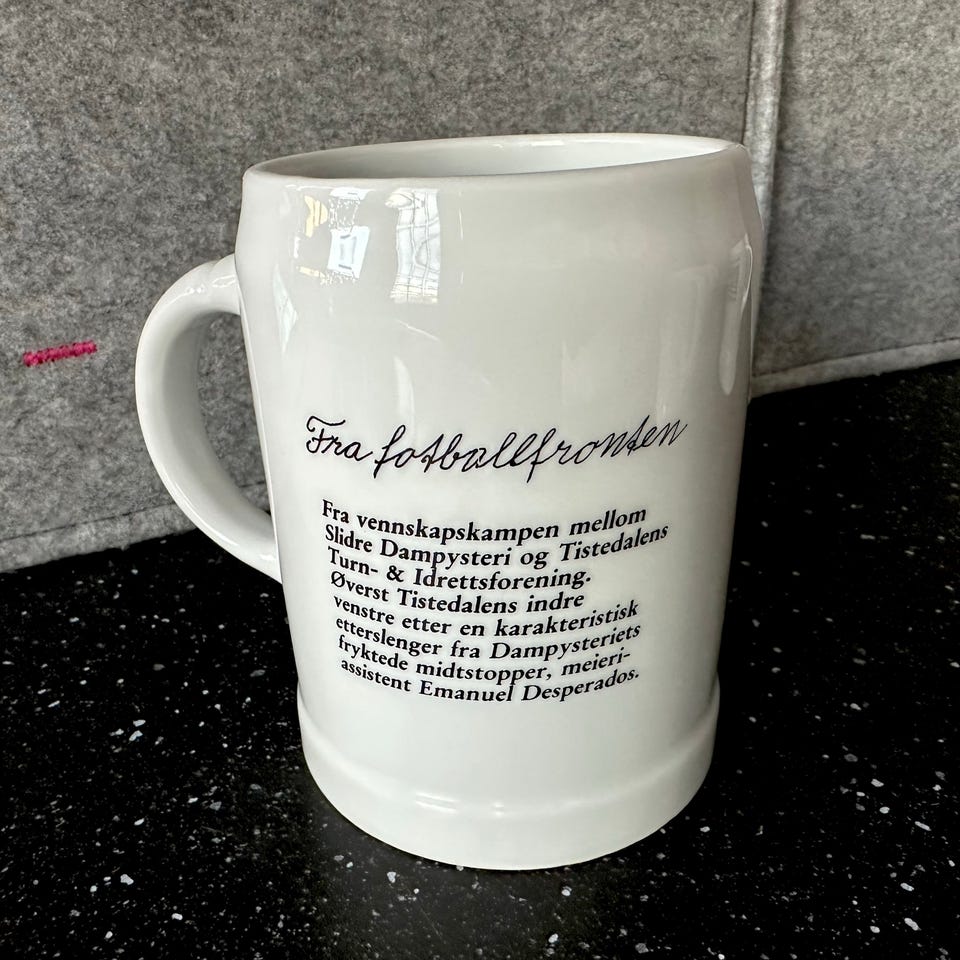 Fra fotballfronten
Fra vennskapskampen mellom
Slidre Dampysteri og Tistedalens
Turn- & Idrettsforening.
Øverst Tistedalens indre
venstre etter en karakteristisk
etterslenger fra Dampysteriets
fryktede midtstopper, meieri-
assistent Emanuel Desperados.